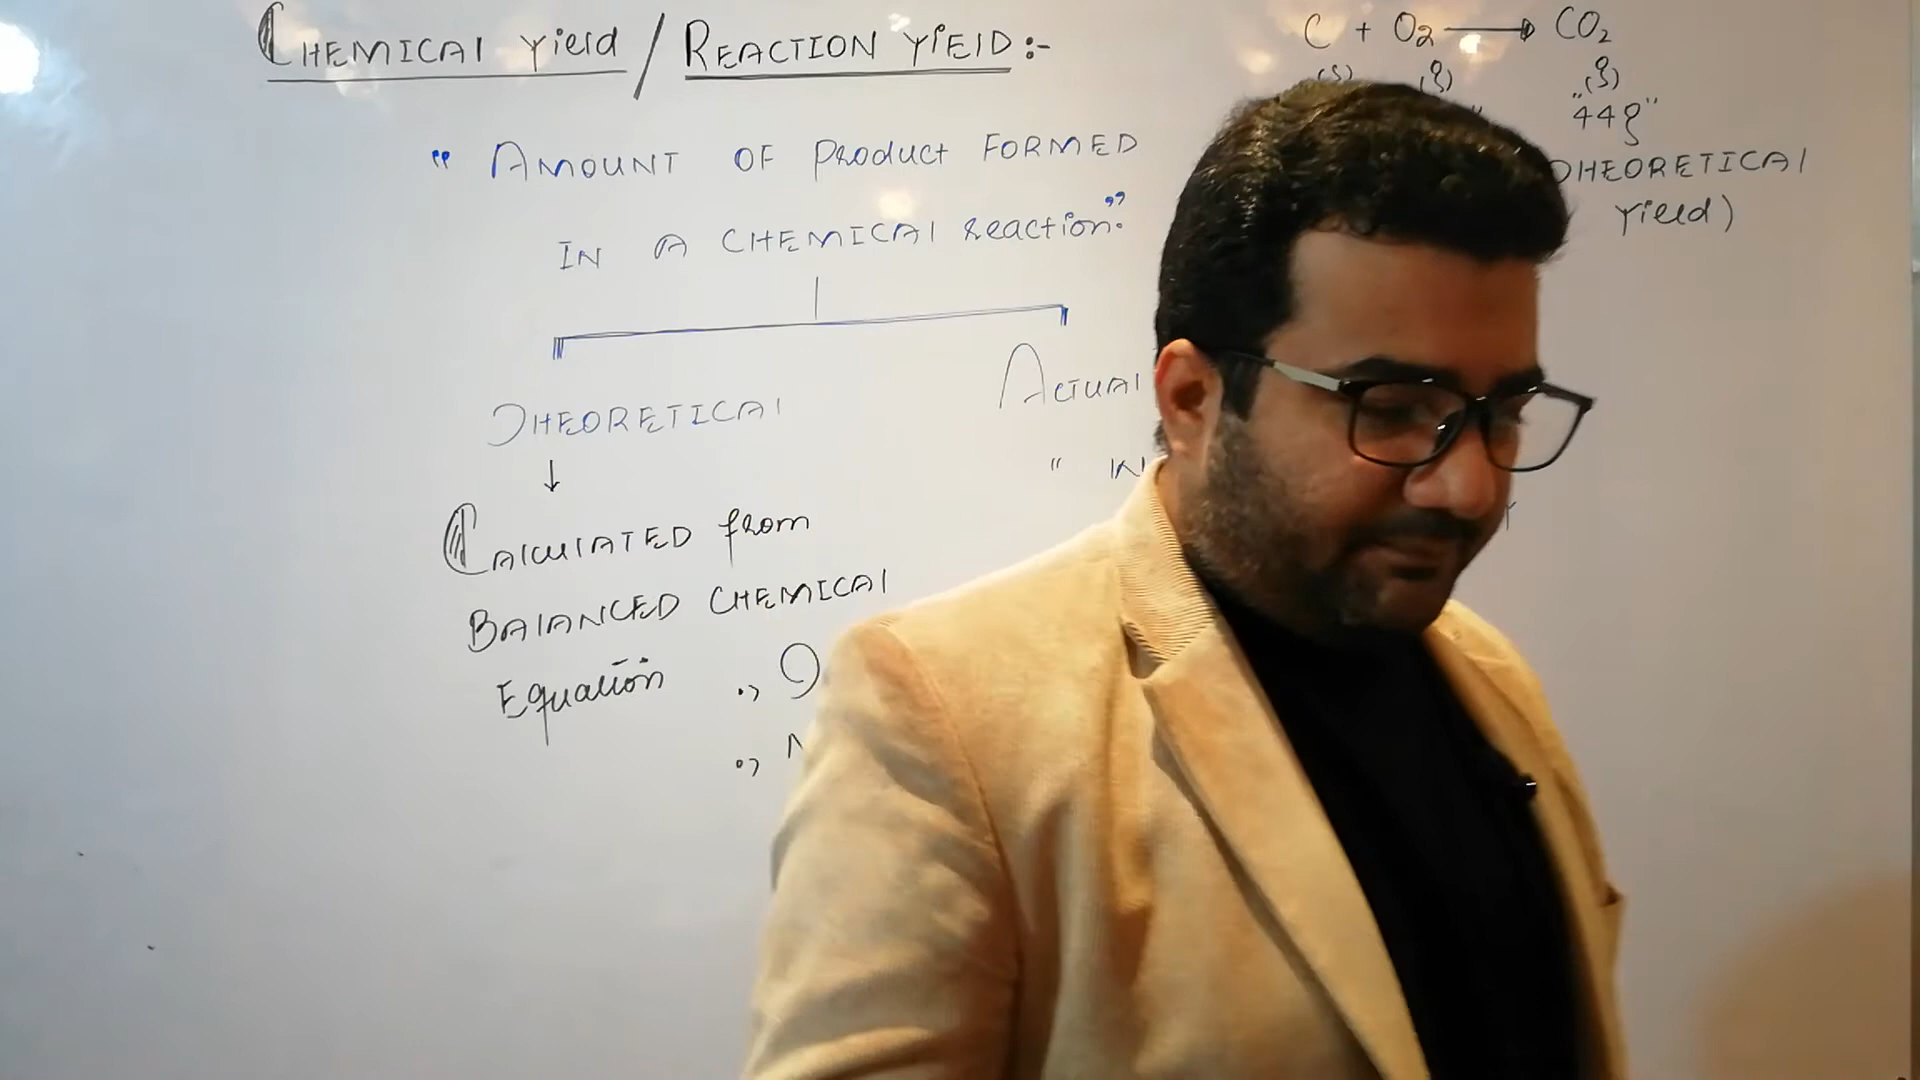 CHEMICAL Yield / REACTION YIELD:-
" AMOUNT OF Product FORMED
IN A CHEMICAL Reaction."
THEORETICAL
↓
CALCULATED from
BALANCED CHEMICAL
Equation
ACTUAL
" IN
C + O₂ → CO₂
(s) (g) (g)
"44g"
THEORETICAL
Yield)